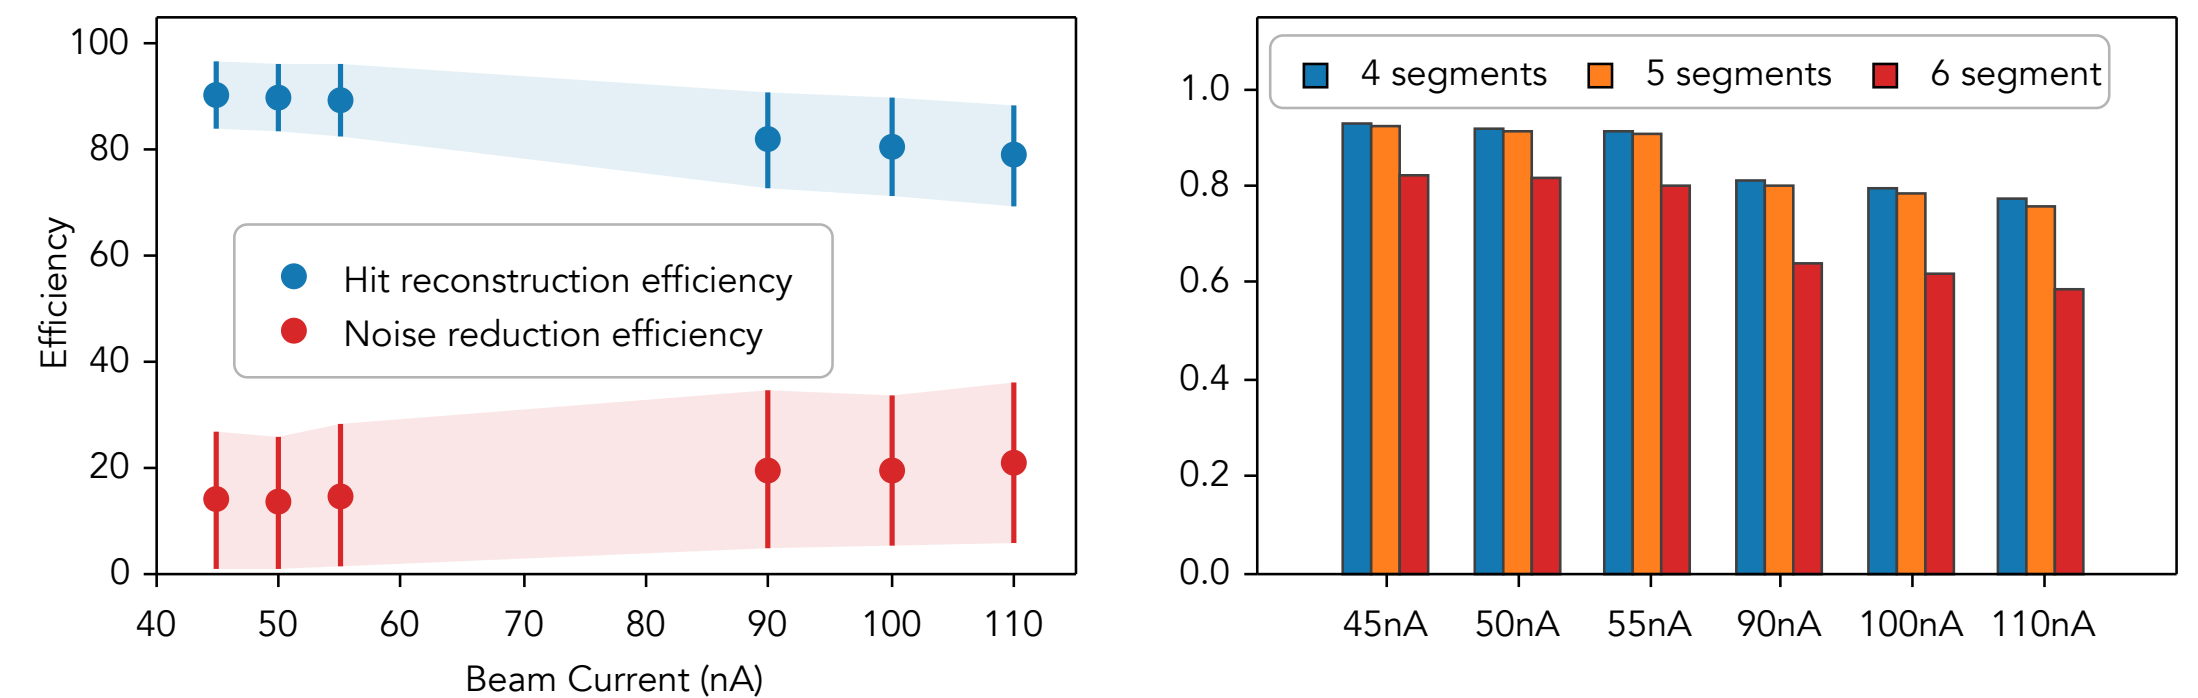 Efficiency
100
80
60
40
20
0
Hit reconstruction efficiency
Noise reduction efficiency
40 50 60 70 80 90 100 110
Beam Current (nA)
4 segments 5 segments 6 segment
1.0
0.8
0.6
0.4
0.2
0.0
45nA 50nA 55nA 90nA 100nA 110nA